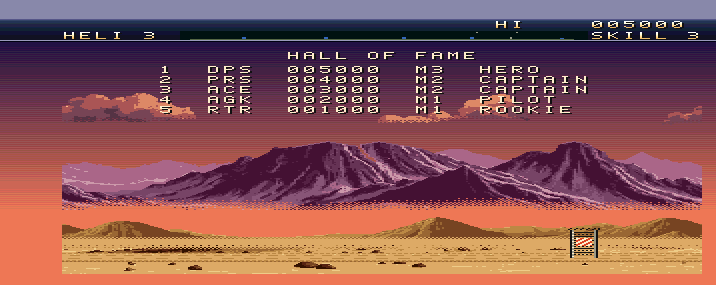 HI 005000
HELI 3 SKILL 3
HALL OF FAME
1 DPS 005000 M3 HERO
2 PRS 004000 M2 CAPTAIN
3 ACE 003000 M2 CAPTAIN
4 AGK 002000 M1 PILOT
5 RTR 001000 M1 ROOKIE